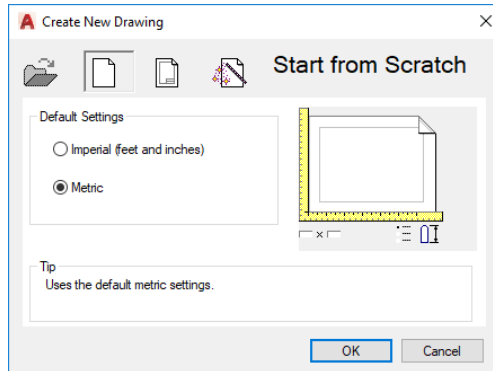 Create New Drawing
Start from Scratch
Default Settings
Imperial (feet and inches)
Metric
Tip
Uses the default metric settings.
OK
Cancel